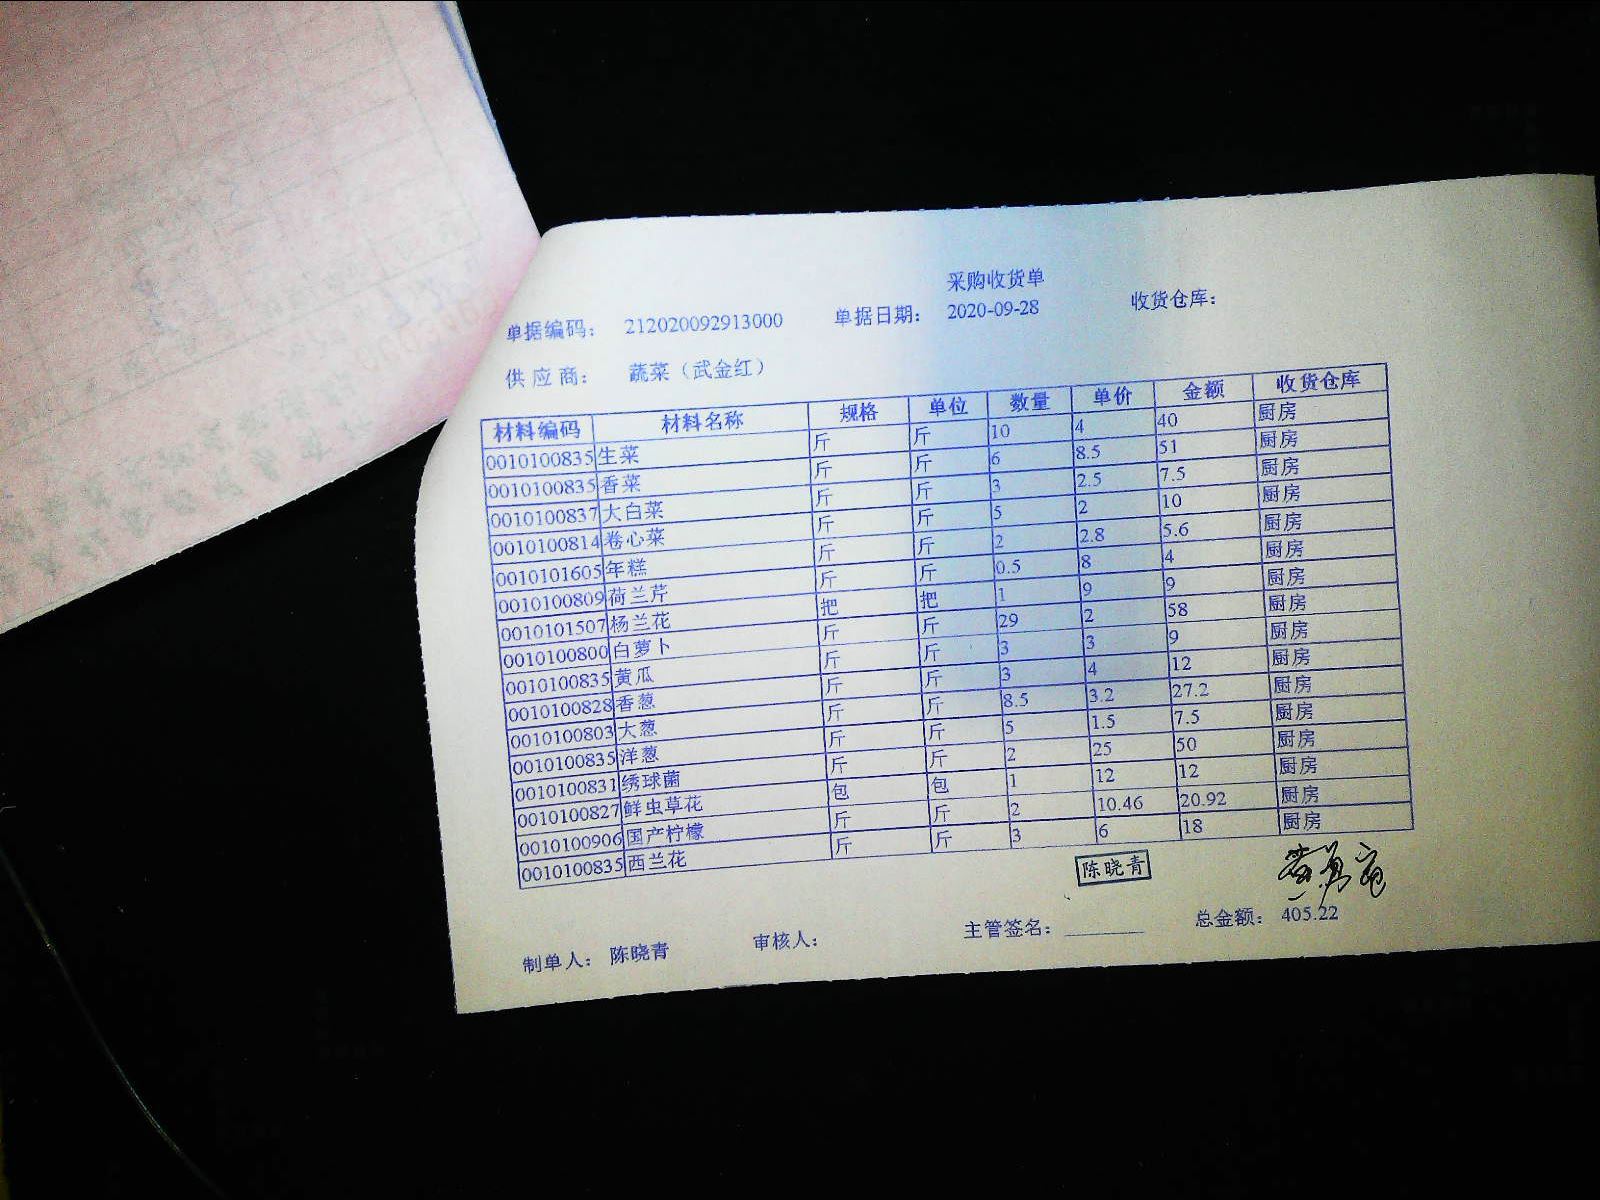 采购收货单
单据编码： 212020092913000 单据日期： 2020-09-28 收货仓库：
供应商： 蔬菜（武金红）
材料编码 材料名称 规格 单位 数量 单价 金额 收货仓库
0010100835 生菜 斤 斤 10 4 40 厨房
0010100835 香菜 斤 斤 6 8.5 51 厨房
0010100837 大白菜 斤 斤 3 2.5 7.5 厨房
0010100814 卷心菜 斤 斤 5 2 10 厨房
0010101605 年糕 斤 斤 2 2.8 5.6 厨房
0010100809 荷兰芹 斤 斤 0.5 8 4 厨房
0010101507 杨兰花 把 把 1 9 9 厨房
0010100800 白萝卜 斤 斤 29 2 58 厨房
0010100835 黄瓜 斤 斤 3 3 9 厨房
0010100828 香葱 斤 斤 3 4 12 厨房
0010100803 大葱 斤 斤 8.5 3.2 27.2 厨房
0010100835 洋葱 斤 斤 5 1.5 7.5 厨房
0010100831 绣球菌 斤 斤 2 25 50 厨房
0010100827 鲜虫草花 包 包 1 12 12 厨房
0010100906 国产柠檬 斤 斤 2 10.46 20.92 厨房
0010100835 西兰花 斤 斤 3 6 18 厨房
陈晓青
制单人： 陈晓青 审核人： 主管签名： 总金额： 405.22